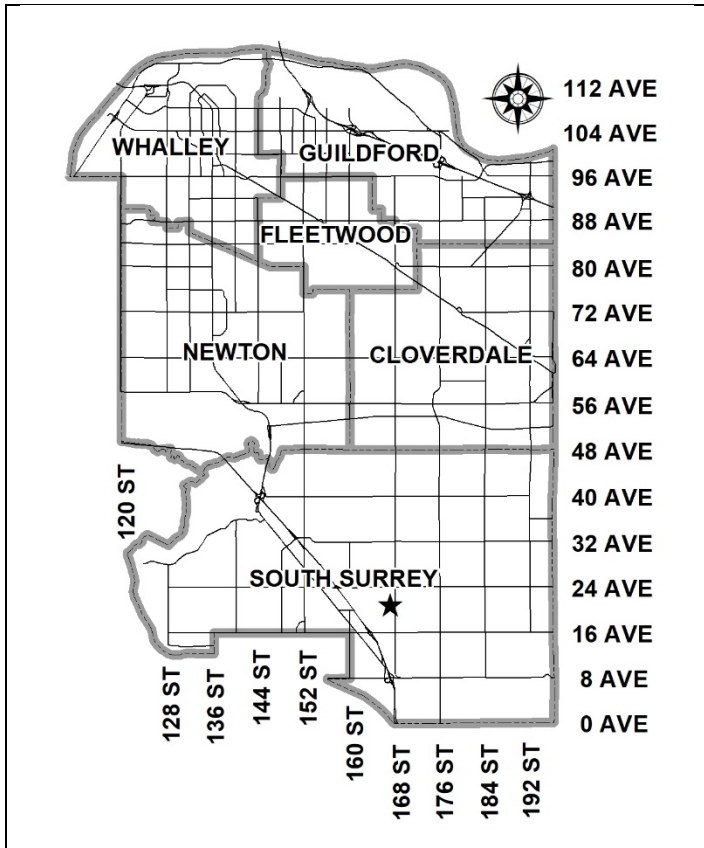 112 AVE
104 AVE
WHALLEY
GUILDFORD
96 AVE
88 AVE
FLEETWOOD
80 AVE
72 AVE
NEWTON
CLOVERDALE
64 AVE
56 AVE
48 AVE
120 ST
40 AVE
32 AVE
SOUTH SURREY
24 AVE
16 AVE
8 AVE
0 AVE
128 ST
136 ST
144 ST
152 ST
160 ST
168 ST
176 ST
184 ST
192 ST